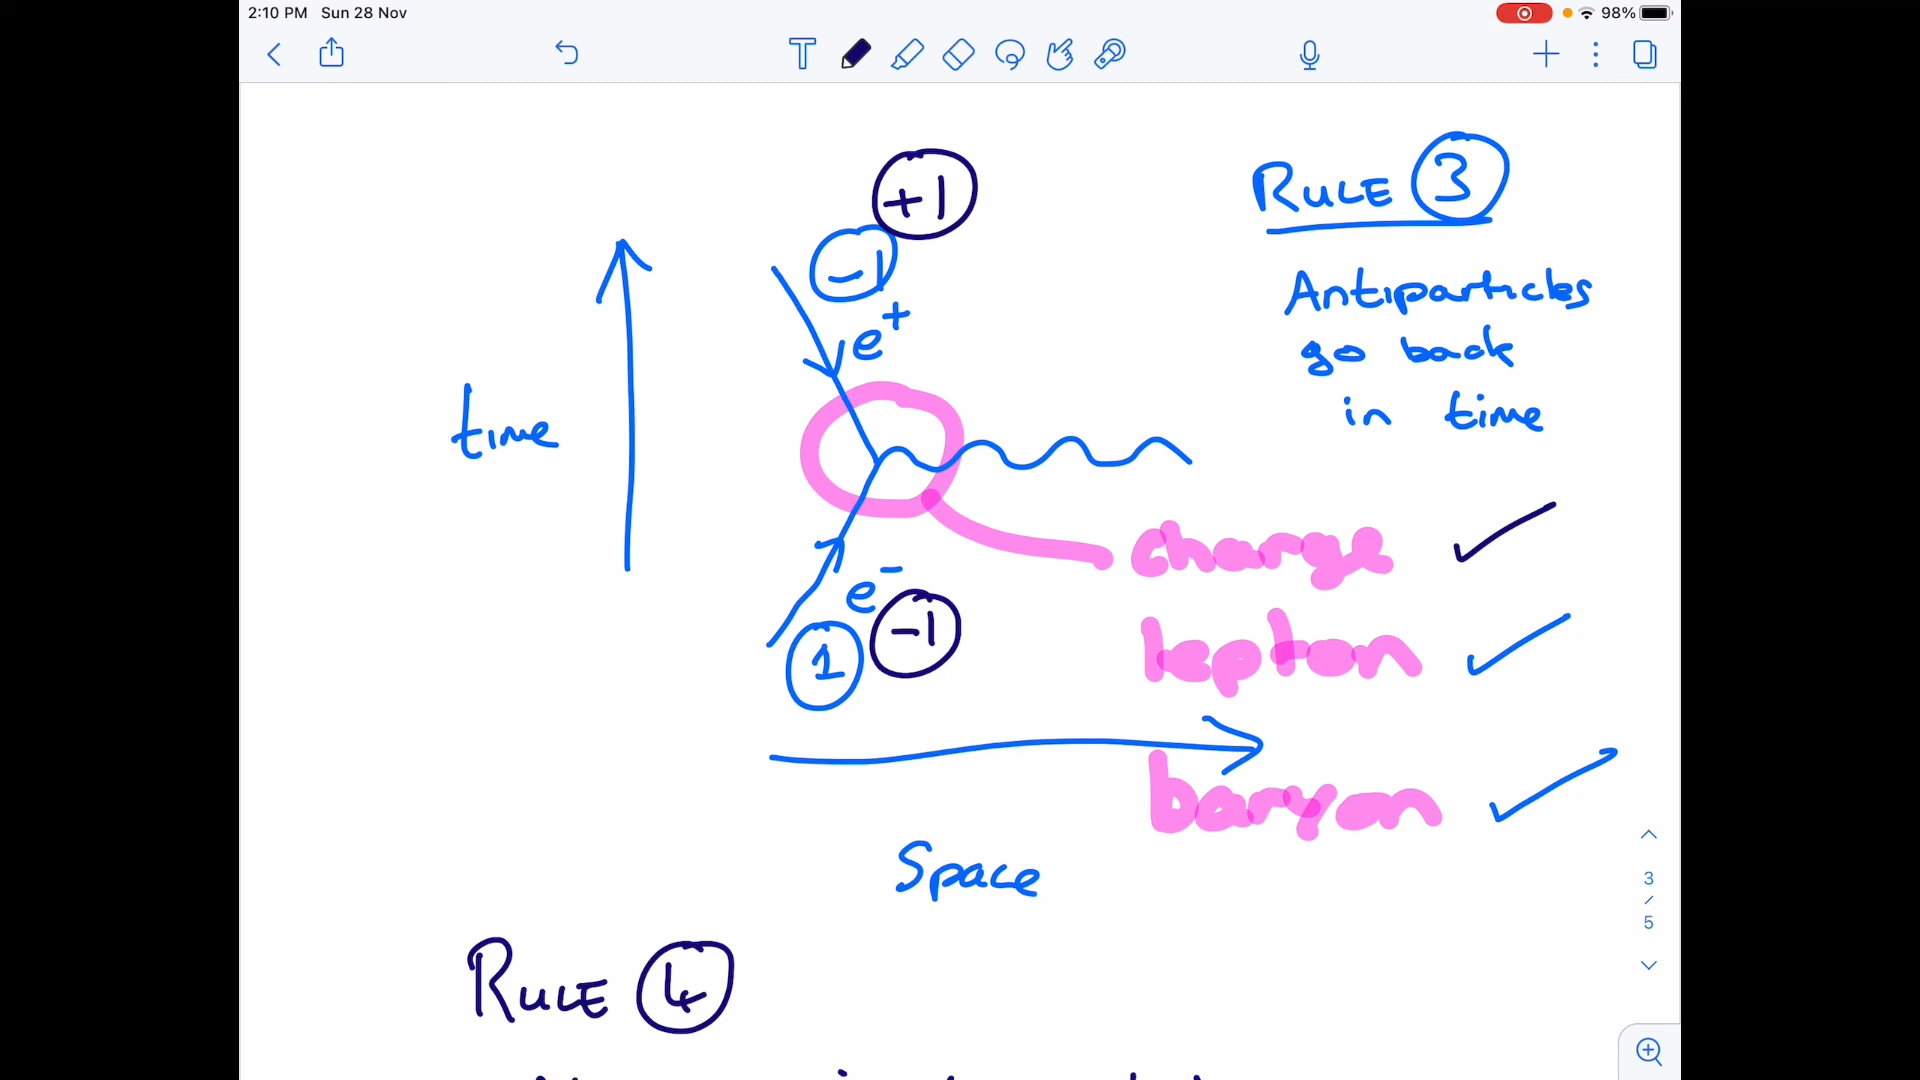 2:10 PM Sun 28 Nov
98%
T
+1
RULE 3
-1
Antiparticles
e+
go back
in time
time
charge
e-
-1
lepton
1
baryon
Space
3
/
5
RULE 4